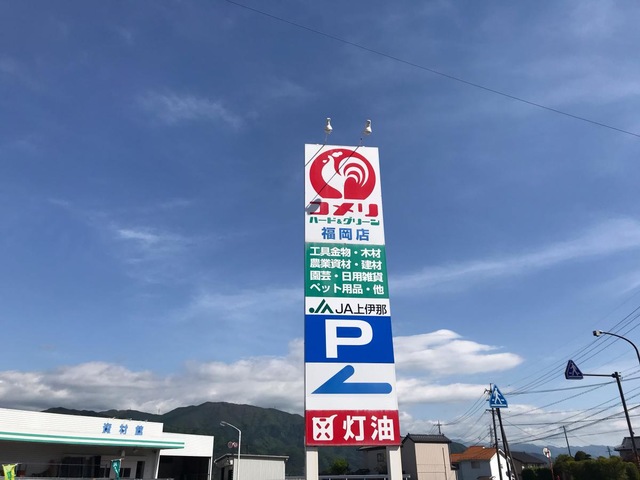 コメリ
ハード&グリーン
福岡店
工具金物・木材
農業資材・建材
園芸・日用雑貨
ペット用品・他
JA上伊那
P
灯油
資材館